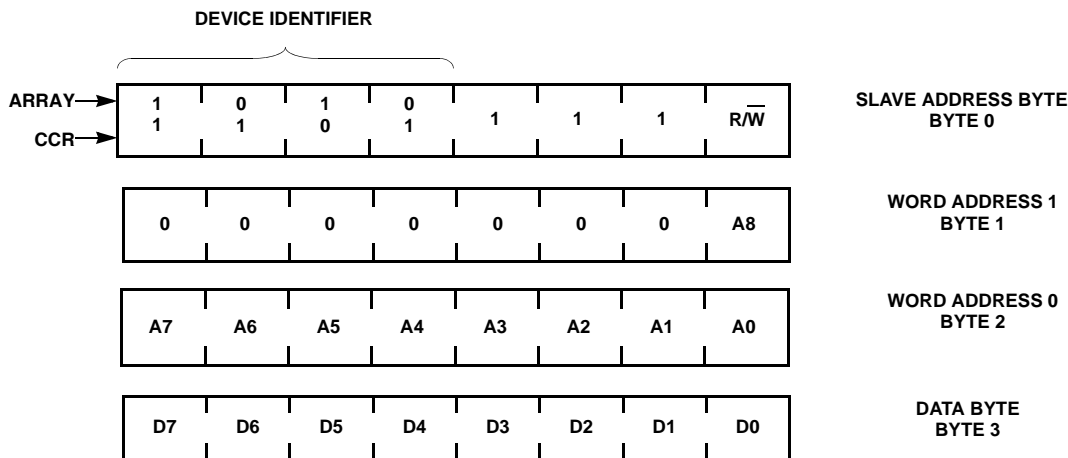 DEVICE IDENTIFIER
ARRAY 1 0 1 0 1 1 1 R/W̅ SLAVE ADDRESS BYTE
CCR 1 1 0 1 BYTE 0
0 0 0 0 0 0 0 A8 WORD ADDRESS 1
BYTE 1
A7 A6 A5 A4 A3 A2 A1 A0 WORD ADDRESS 0
BYTE 2
D7 D6 D5 D4 D3 D2 D1 D0 DATA BYTE
BYTE 3